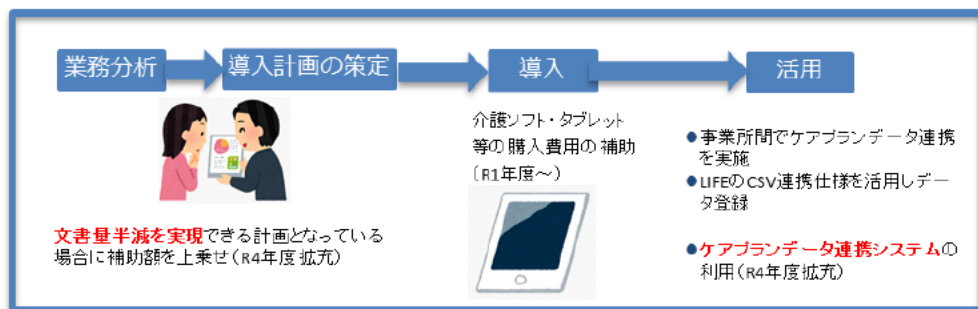 業務分析
導入計画の策定
導入
活用
文書量半減を実現できる計画となっている
場合に補助額を上乗せ(R4年度拡充)
介護ソフト・タブレット
等の購入費用の補助
(R1年度～)
●事業所間でケアプランデータ連携
を実施
●LIFEのCSV連携仕様を活用しデー
タ登録
●ケアプランデータ連携システムの
利用(R4年度拡充)